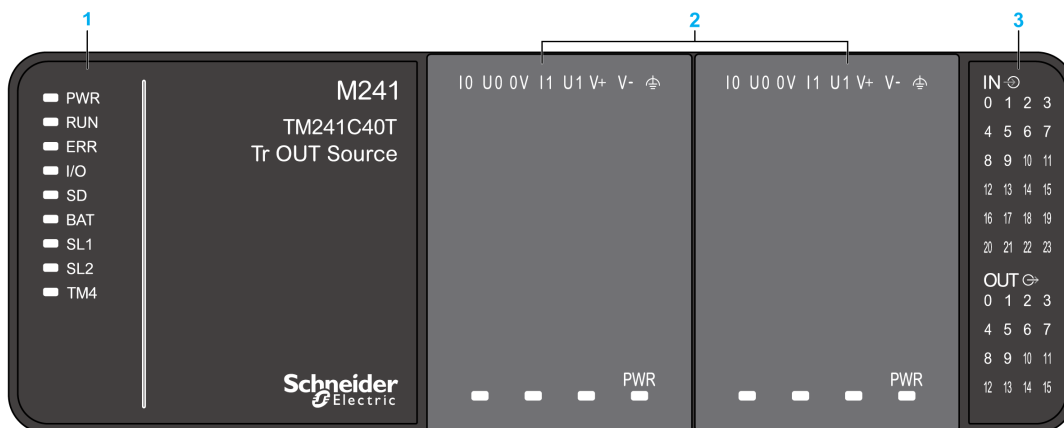 1
2
3
PWR
RUN
ERR
I/O
SD
BAT
SL1
SL2
TM4
M241
TM241C40T
Tr OUT Source
Schneider
Electric
I0 U0 0V I1 U1 V+ V-
PWR
I0 U0 0V I1 U1 V+ V-
PWR
IN
0 1 2 3
4 5 6 7
8 9 10 11
12 13 14 15
16 17 18 19
20 21 22 23
OUT
0 1 2 3
4 5 6 7
8 9 10 11
12 13 14 15